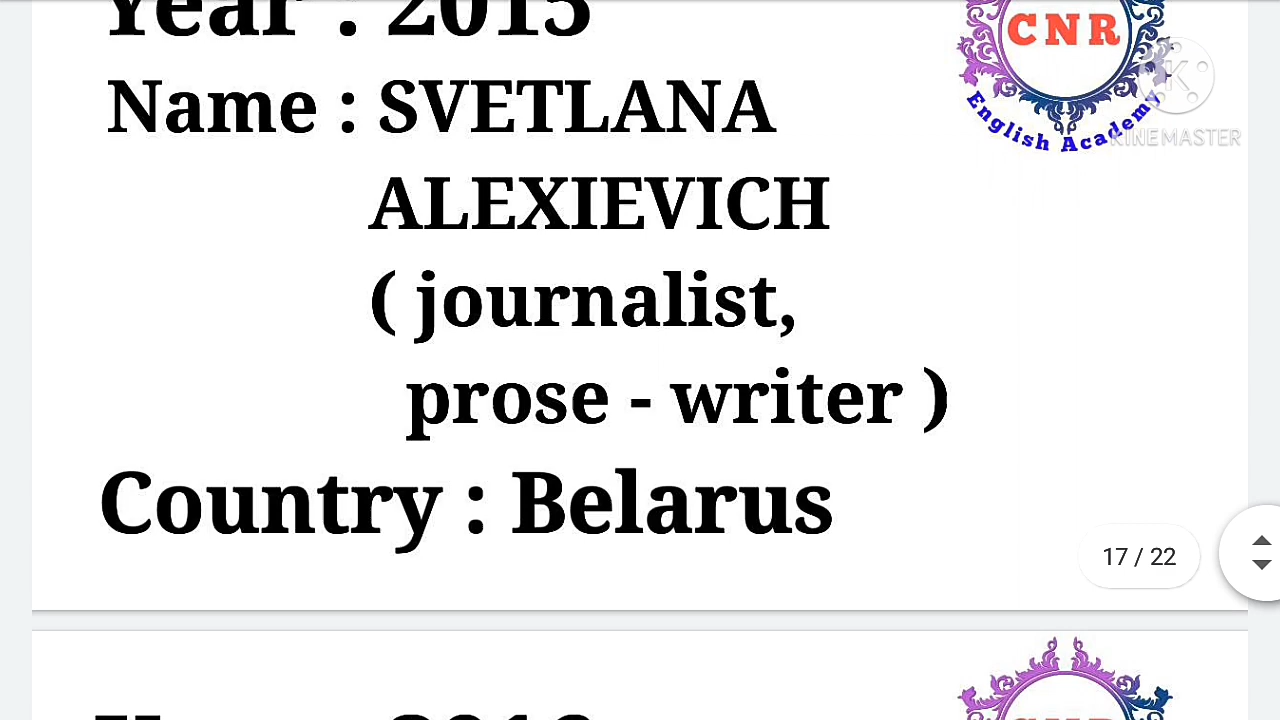 Year : 2015
CNR
English Academy
KINEMASTER
Name : SVETLANA
ALEXIEVICH
( journalist,
prose - writer )
Country : Belarus
17 / 22